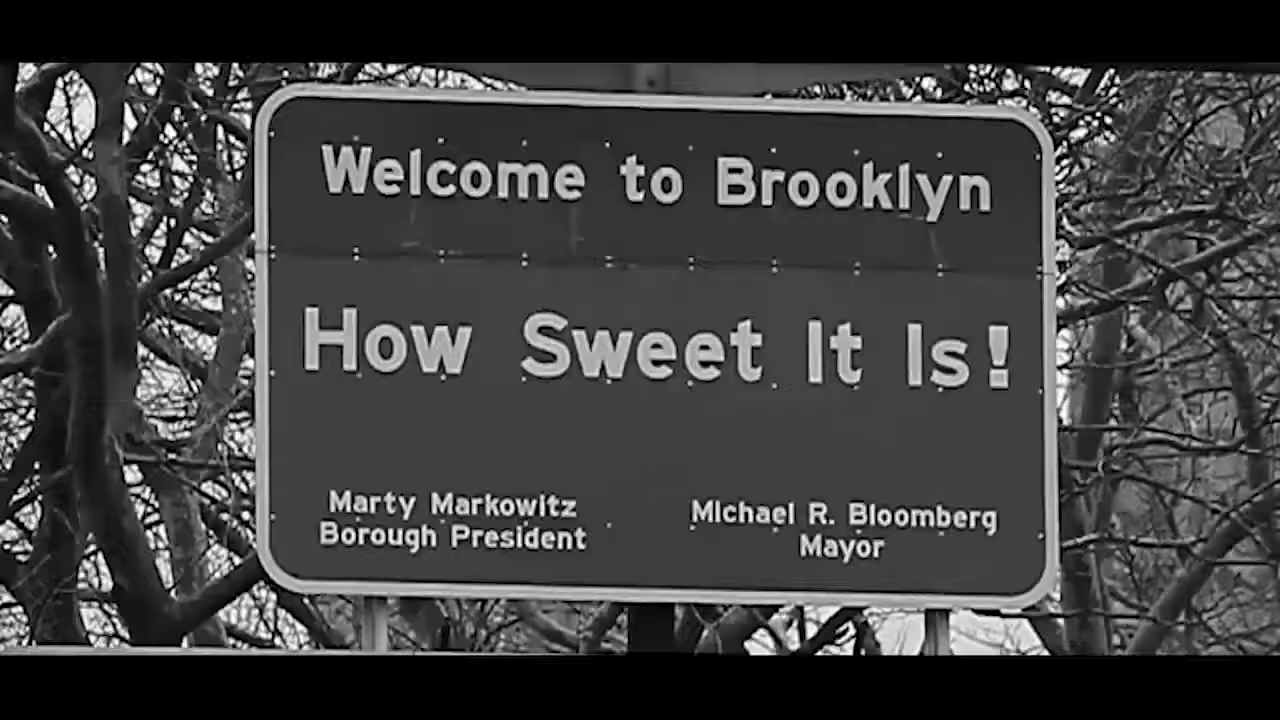 Welcome to Brooklyn
How Sweet It Is!
Marty Markowitz
Borough President
Michael R. Bloomberg
Mayor